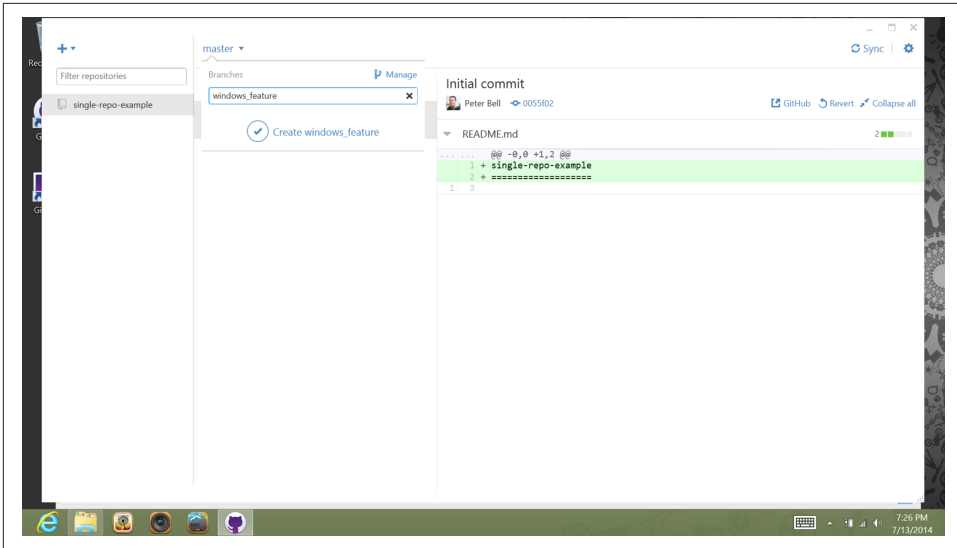 Rec
G
Gi
master
Filter repositories
single-repo-example
Branches
Manage
windows_feature
Create windows_feature
Sync
Initial commit
Peter Bell 0055f02
GitHub Revert Collapse all
README.md 2
... ... @@ -0,0 +1,2 @@
1 + single-repo-example
2 + ===================
1 3
7:26 PM
7/13/2014